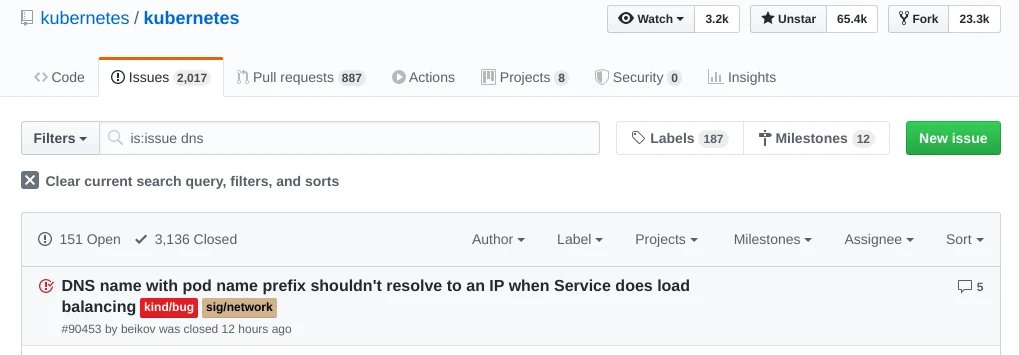 kubernetes / kubernetes
Watch 3.2k Unstar 65.4k Fork 23.3k
Code Issues 2,017 Pull requests 887 Actions Projects 8 Security 0 Insights
Filters is:issue dns Labels 187 Milestones 12 New issue
Clear current search query, filters, and sorts
151 Open 3,136 Closed Author Label Projects Milestones Assignee Sort
DNS name with pod name prefix shouldn't resolve to an IP when Service does load
balancing kind/bug sig/network
5
#90453 by beikov was closed 12 hours ago